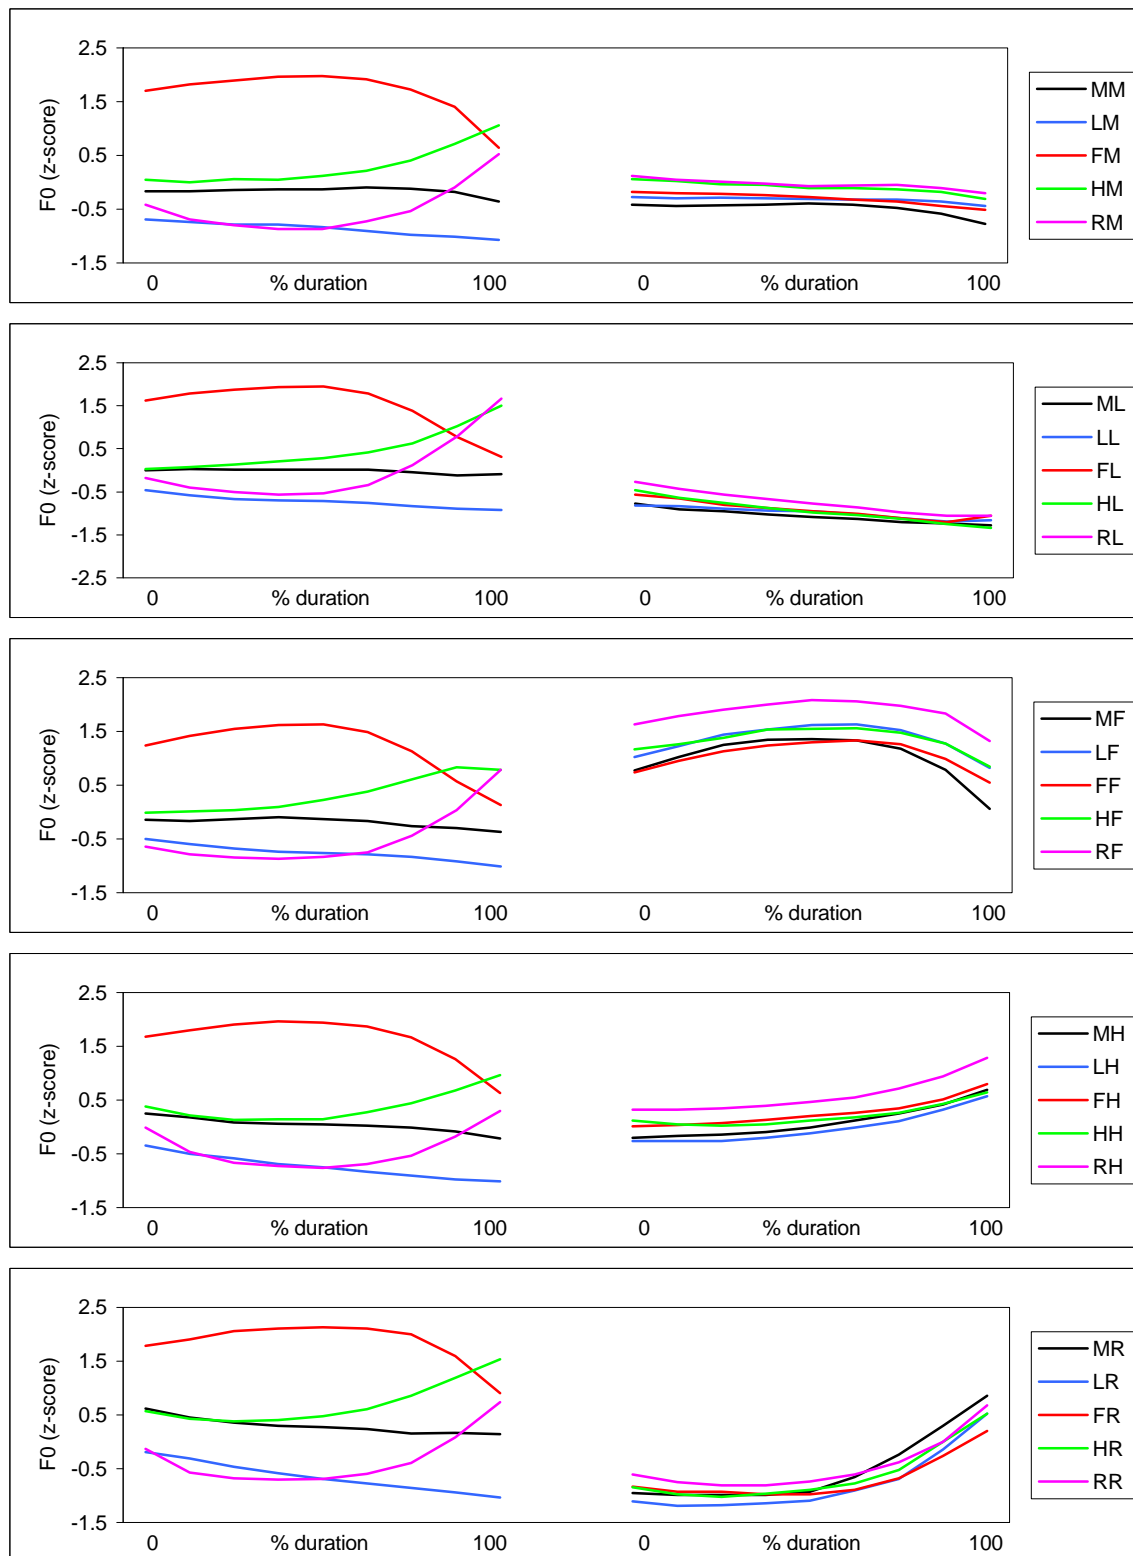 F0 (z-score)
2.5
1.5
0.5
-0.5
-1.5
0 % duration 100 0 % duration 100
MM
LM
FM
HM
RM
F0 (z-score)
2.5
1.5
0.5
-0.5
-1.5
-2.5
0 % duration 100 0 % duration 100
ML
LL
FL
HL
RL
F0 (z-score)
2.5
1.5
0.5
-0.5
-1.5
0 % duration 100 0 % duration 100
MF
LF
FF
HF
RF
F0 (z-score)
2.5
1.5
0.5
-0.5
-1.5
0 % duration 100 0 % duration 100
MH
LH
FH
HH
RH
F0 (z-score)
2.5
1.5
0.5
-0.5
-1.5
0 % duration 100 0 % duration 100
MR
LR
FR
HR
RR